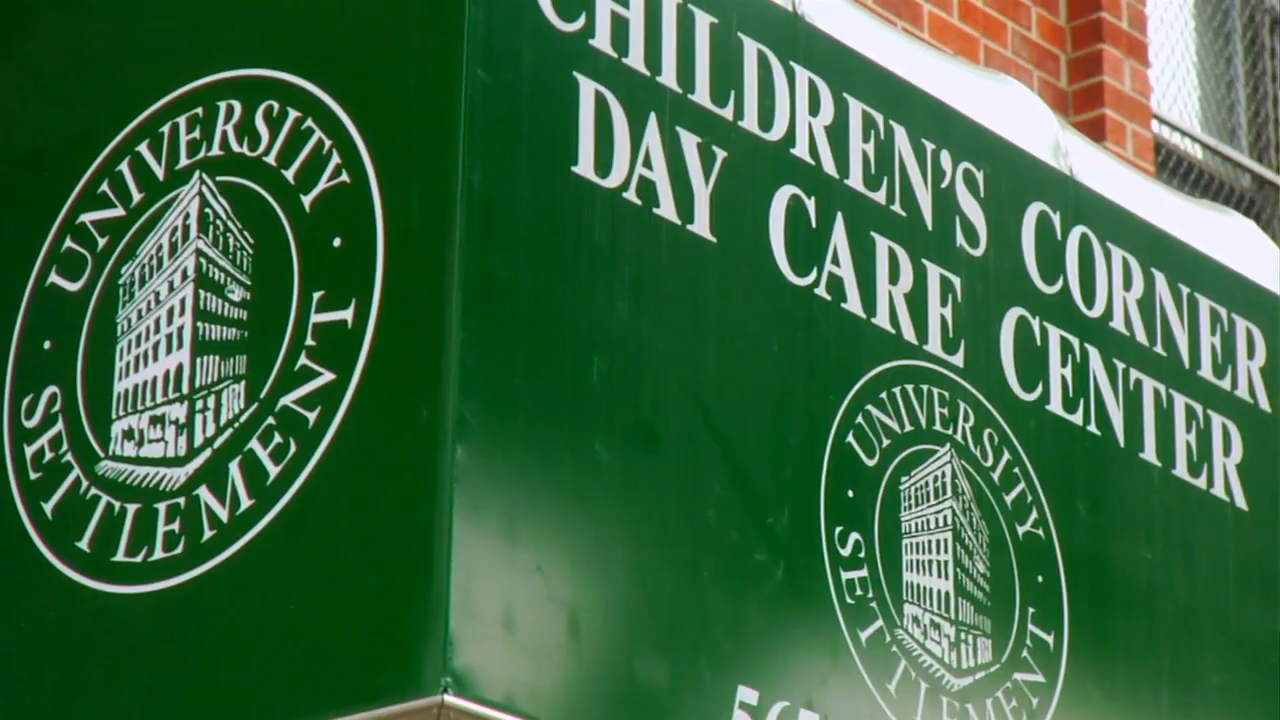 UNIVERSITY
SETTLEMENT
CHILDREN'S CORNER
DAY CARE CENTER
UNIVERSITY
SETTLEMENT